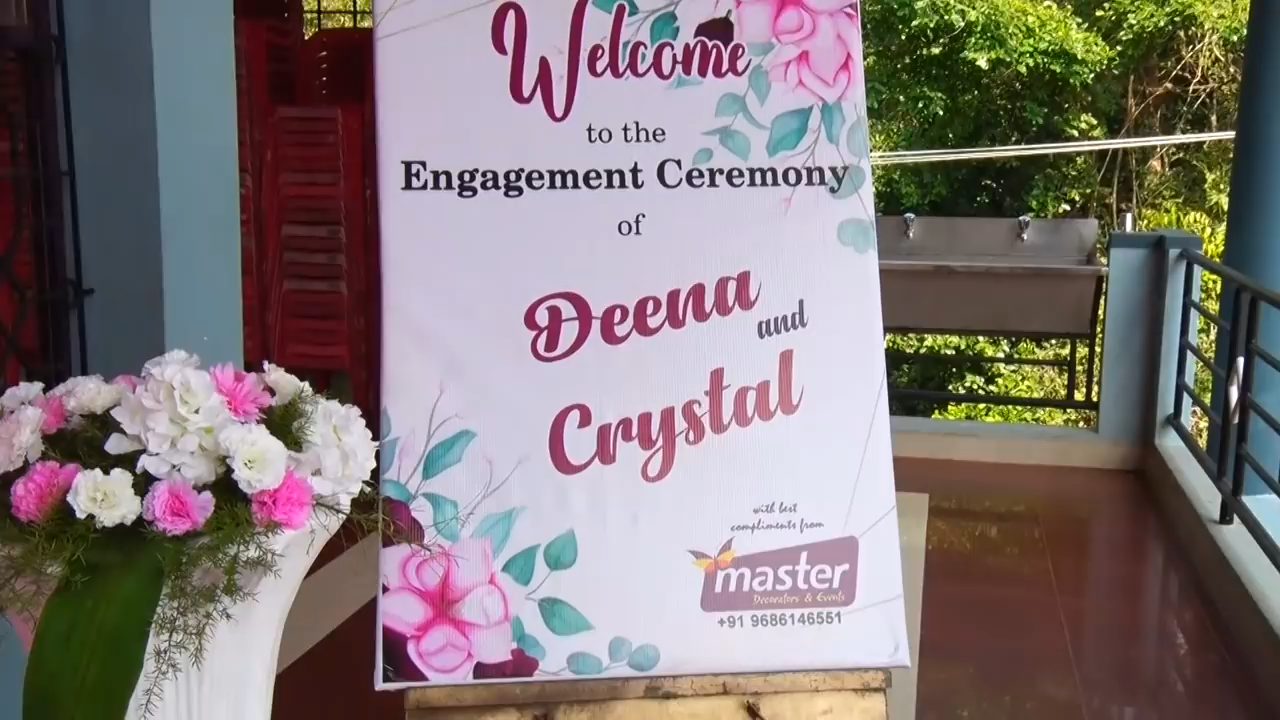 Welcome
to the
Engagement Ceremony
of
Deena
and
Crystal
with best
compliments from
master
Decorators & Events
+91 9686146551